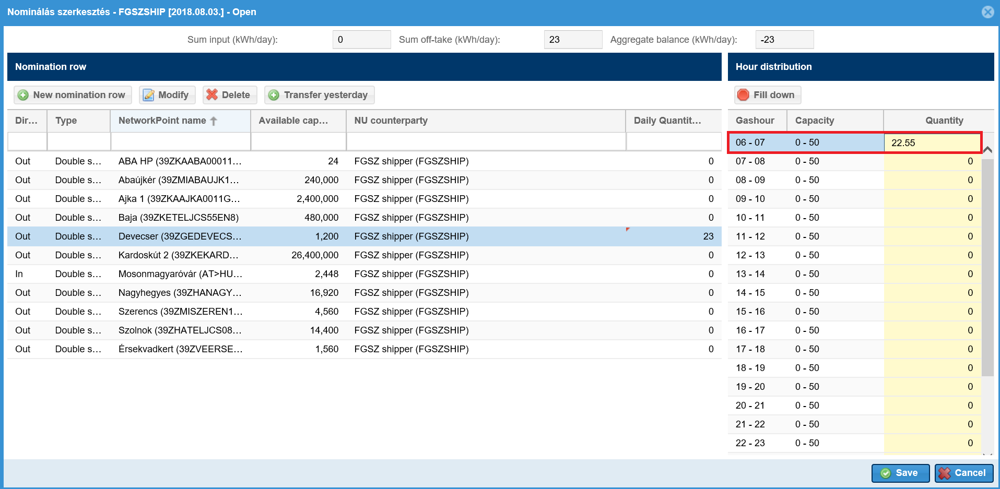 Nominálás szerkesztés - FGSZSHIP [2018.08.03.] - Open
Sum input (kWh/day): 0 Sum off-take (kWh/day): 23 Aggregate balance (kWh/day): -23
Nomination row
New nomination row Modify Delete Transfer yesterday
Dir... Type NetworkPoint name Available cap... NU counterparty Daily Quantit...
Out Double s... ABA HP (39ZKAABA00011... 24 FGSZ shipper (FGSZSHIP) 0
Out Double s... Abaújkér (39ZMIABAUJK1... 240,000 FGSZ shipper (FGSZSHIP) 0
Out Double s... Ajka 1 (39ZKAAJKA0011G... 2,400,000 FGSZ shipper (FGSZSHIP) 0
Out Double s... Baja (39ZKETELJCS55EN8) 480,000 FGSZ shipper (FGSZSHIP) 0
Out Double s... Devecser (39ZGEDEVECS... 1,200 FGSZ shipper (FGSZSHIP) 23
Out Double s... Kardoskút 2 (39ZKEKARD... 26,400,000 FGSZ shipper (FGSZSHIP) 0
In Double s... Mosonmagyaróvár (AT>HU... 2,448 FGSZ shipper (FGSZSHIP) 0
Out Double s... Nagyhegyes (39ZHANAGY... 16,920 FGSZ shipper (FGSZSHIP) 0
Out Double s... Szerencs (39ZMISZEREN1... 4,560 FGSZ shipper (FGSZSHIP) 0
Out Double s... Szolnok (39ZHATELJCS08... 14,400 FGSZ shipper (FGSZSHIP) 0
Out Double s... Érsekvadkert (39ZVEERSE... 1,560 FGSZ shipper (FGSZSHIP) 0
Hour distribution
Fill down
Gashour Capacity Quantity
06 - 07 0 - 50 22.55
07 - 08 0 - 50 0
08 - 09 0 - 50 0
09 - 10 0 - 50 0
10 - 11 0 - 50 0
11 - 12 0 - 50 0
12 - 13 0 - 50 0
13 - 14 0 - 50 0
14 - 15 0 - 50 0
15 - 16 0 - 50 0
16 - 17 0 - 50 0
17 - 18 0 - 50 0
18 - 19 0 - 50 0
19 - 20 0 - 50 0
20 - 21 0 - 50 0
21 - 22 0 - 50 0
22 - 23 0 - 50 0
Save Cancel